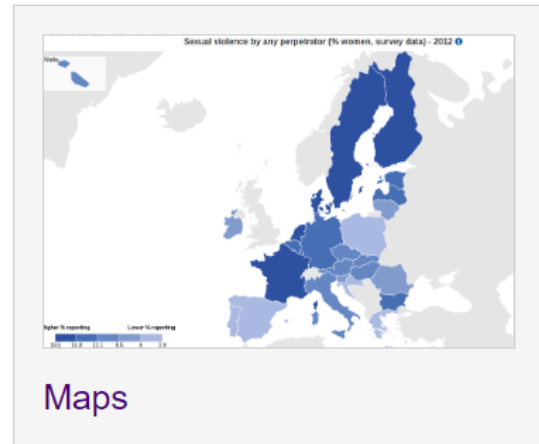 Sexual violence by any perpetrator (% women, survey data) - 2012
Malta
Higher % reporting Lower % reporting
Maps